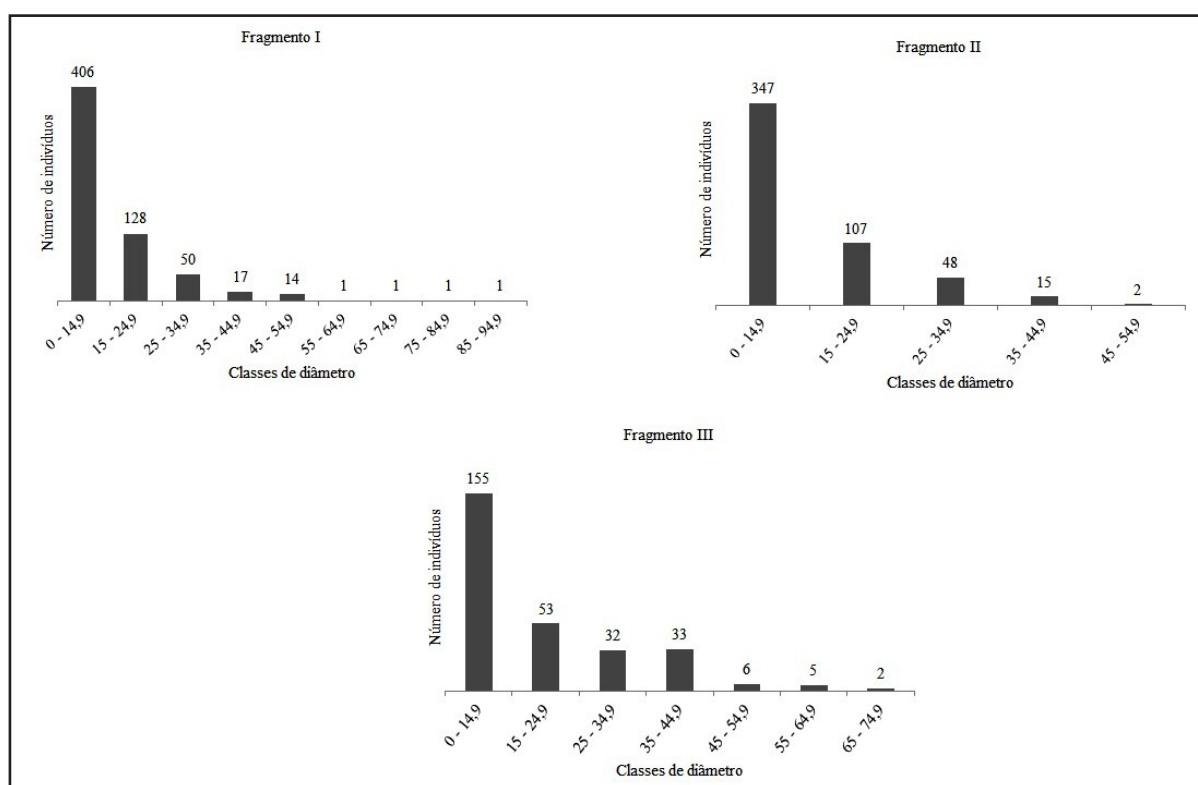 Fragmento I
Número de indivíduos
406
128
50
17
14
1
1
1
1
0 - 14,9
15 - 24,9
25 - 34,9
35 - 44,9
45 - 54,9
55 - 64,9
65 - 74,9
75 - 84,9
85 - 94,9
Classes de diâmetro
Fragmento II
Número de indivíduos
347
107
48
15
2
0 - 14,9
15 - 24,9
25 - 34,9
35 - 44,9
45 - 54,9
Classes de diâmetro
Fragmento III
Número de indivíduos
155
53
32
33
6
5
2
0 - 14,9
15 - 24,9
25 - 34,9
35 - 44,9
45 - 54,9
55 - 64,9
65 - 74,9
Classes de diâmetro